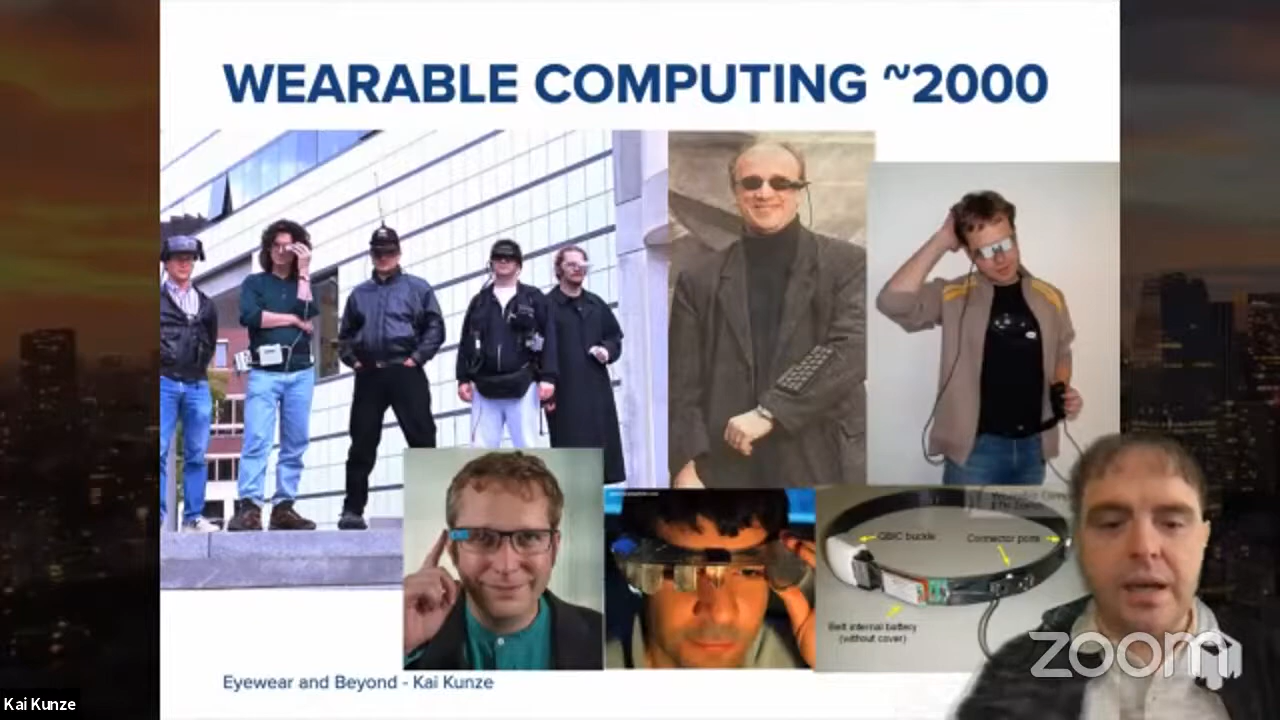 WEARABLE COMPUTING ~2000
QBIC buckle
Connector ports
Belt internal battery
(without cover)
Eyewear and Beyond - Kai Kunze
zoom
Kai Kunze